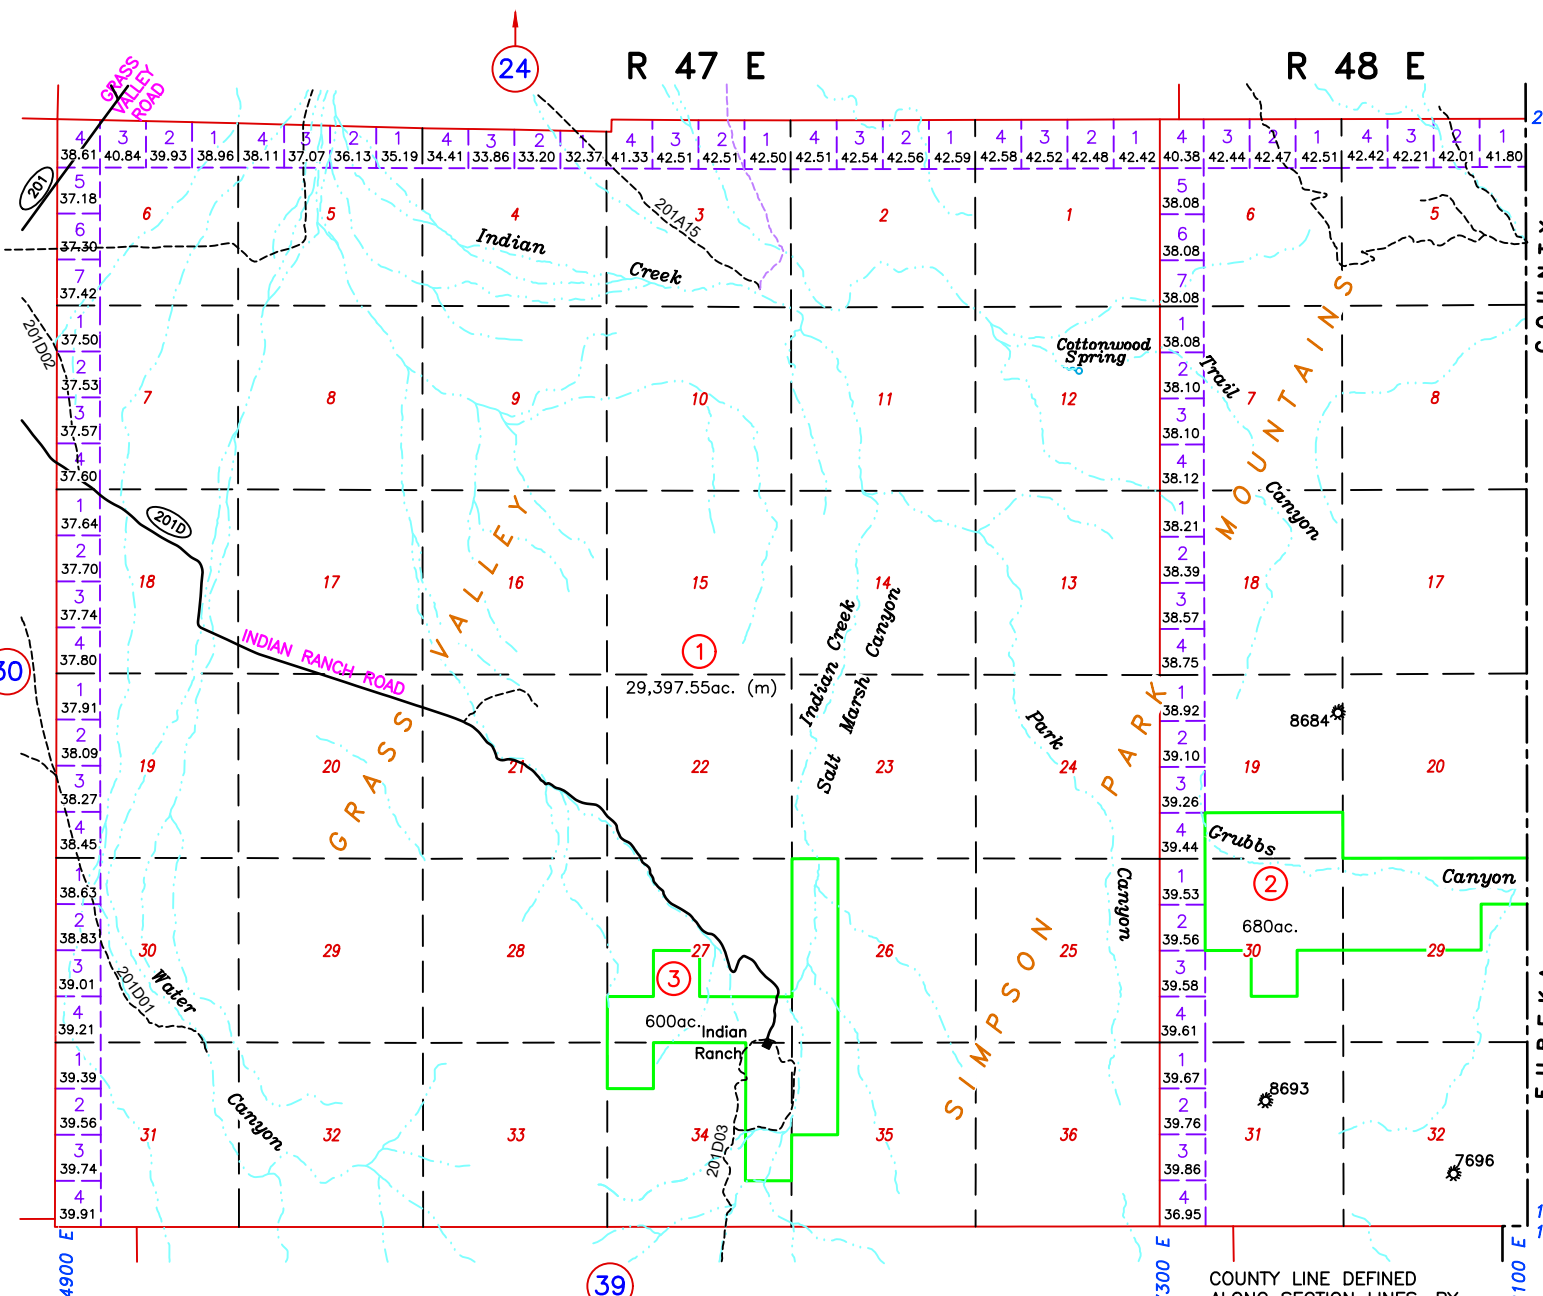 24
R 47 E
R 48 E
GRASS
VALLEY
ROAD
2
4 3 2 1 4 3 2 1 4 3 2 1 4 3 2 1 4 3 2 1 4 3 2 1 4 3 2 1 4 3 2 1
38.61 40.84 39.93 38.96 38.11 37.07 36.13 35.19 34.41 33.86 33.20 32.37 41.33 42.51 42.51 42.50 42.51 42.54 42.56 42.59 42.58 42.52 42.48 42.42 40.38 42.44 42.47 42.51 42.42 42.21 42.01 41.80
201
5
37.18
6
37.30
7
37.42
5
38.08
6
38.08
7
38.08
6 5 4 3 2 1 6 5
201A15
Indian
Creek
COUNTY
1
37.50
2
37.53
3
37.57
4
37.60
1
38.08
2
38.10
3
38.10
4
38.12
201D02
Cottonwood
Spring
Trail
Canyon
MOUNTAINS
7 8 9 10 11 12 7 8
1
37.64
2
37.70
3
37.74
4
37.80
1
38.21
2
38.39
3
38.57
4
38.75
201D
18 17 16 15 14 13 18 17
VALLEY
INDIAN RANCH ROAD
Indian Creek
Salt Marsh Canyon
30
1
29,397.55ac. (m)
1
37.91
2
38.09
3
38.27
4
38.45
1
38.92
2
39.10
3
39.26
4
39.44
GRASS
Park
PARK
8684
19 20 21 22 23 24 19 20
Grubbs
Canyon
2
680ac.
1
38.63
2
38.83
3
39.01
4
39.21
1
39.53
2
39.56
3
39.58
4
39.61
Canyon
30 29 28 27 26 25 30 29
3
600ac.
Indian
Ranch
201D01
Water
Canyon
SIMPSON
EUREKA
1
39.39
2
39.56
3
39.74
4
39.91
1
39.67
2
39.76
3
39.86
4
36.95
8693
7696
31 32 33 34 35 36 31 32
201D03
1
1
4900 E
39
300 E
100 E
COUNTY LINE DEFINED
ALONG SECTION LINES BY